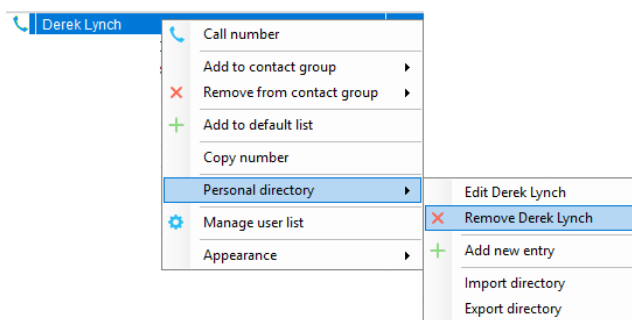 Derek Lynch
Call number
Add to contact group
Remove from contact group
Add to default list
Copy number
Personal directory
Manage user list
Appearance
Edit Derek Lynch
Remove Derek Lynch
Add new entry
Import directory
Export directory